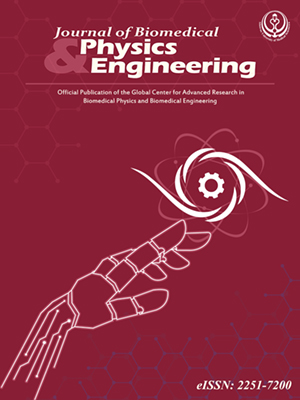 Journal of Biomedical
& Physics
Engineering
Official Publication of the Global Center for Advanced Research in
Biomedical Physics and Biomedical Engineering
eISSN: 2251-7200